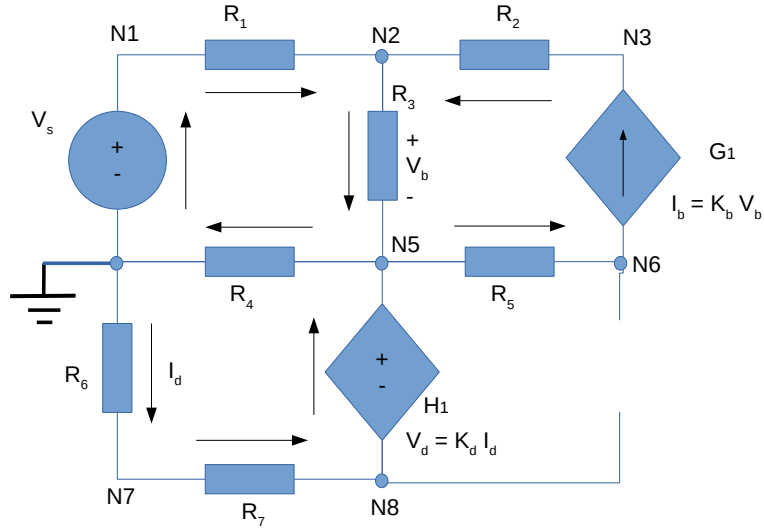 N1
R1
N2
R2
N3
Vs
+
-
R3
+
Vb
-
G1
Ib = Kb Vb
N5
N6
R4
R5
R6
Id
+
-
H1
Vd = Kd Id
N7
R7
N8